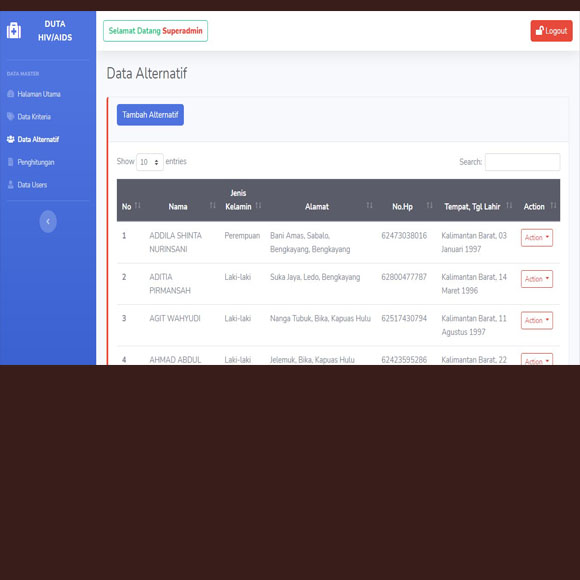 DUTA
HIV/AIDS
Selamat Datang Superadmin
Logout
DATA MASTER
Halaman Utama
Data Kriteria
Data Alternatif
Penghitungan
Data Users
Data Alternatif
Tambah Alternatif
Show 10 entries
Search:
No Nama Jenis Kelamin Alamat No.Hp Tempat, Tgl Lahir Action
1 ADDILA SHINTA NURINSANI Perempuan Bani Amas, Sabalo, Bengkayang, Bengkayang 62473038016 Kalimantan Barat, 03 Januari 1997 Action
2 ADITIA PIRMANSAH Laki-laki Suka Jaya, Ledo, Bengkayang 62800477787 Kalimantan Barat, 14 Maret 1996 Action
3 AGIT WAHYUDI Laki-laki Nanga Tubuk, Bika, Kapuas Hulu 62517430794 Kalimantan Barat, 11 Agustus 1997 Action
4 AHMAD ABDUL Laki-laki Jelemuk, Bika, Kapuas Hulu 62423595286 Kalimantan Barat, 22 Action